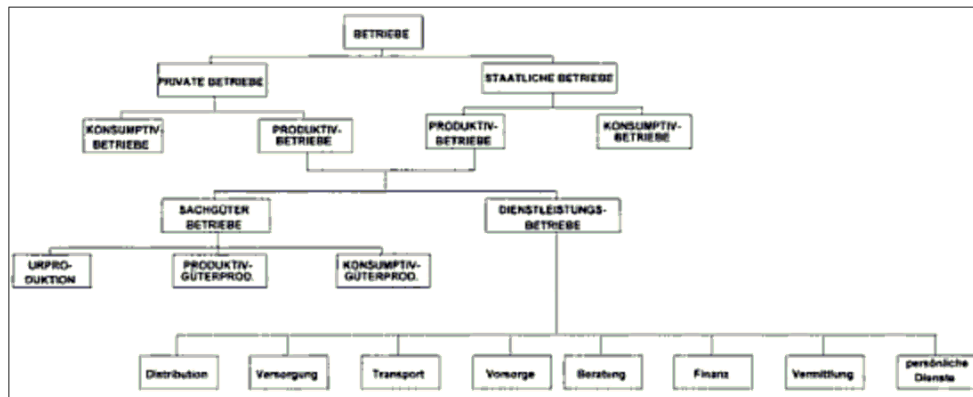 BETRIEBE
PRIVATE BETRIEBE
STAATLICHE BETRIEBE
KONSUMPTIV-
BETRIEBE
PRODUKTIV-
BETRIEBE
PRODUKTIV-
BETRIEBE
KONSUMPTIV-
BETRIEBE
SACHGÜTER
BETRIEBE
DIENSTLEISTUNGS-
BETRIEBE
URPRO-
DUKTION
PRODUKTIV-
GÜTERPROD.
KONSUMPTIV-
GÜTERPROD.
Distribution
Versorgung
Transport
Vorsorge
Beratung
Finanz
Vermittlung
persönliche
Dienste